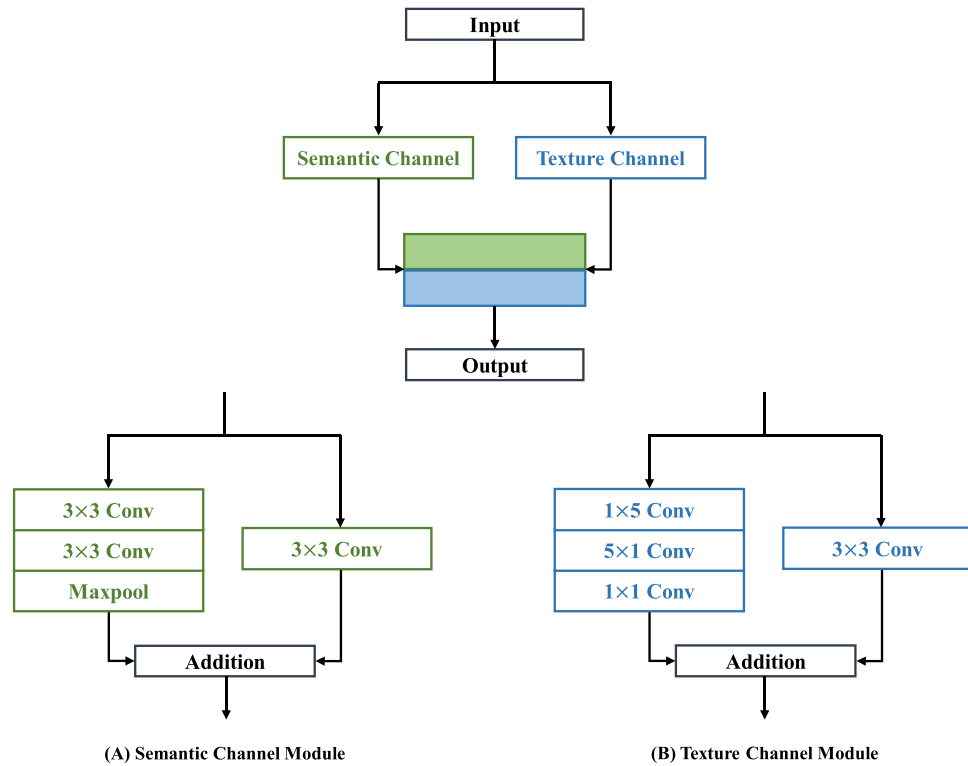 Input
Semantic Channel
Texture Channel
Output
3×3 Conv
3×3 Conv
Maxpool
3×3 Conv
Addition
(A) Semantic Channel Module
1×5 Conv
5×1 Conv
1×1 Conv
3×3 Conv
Addition
(B) Texture Channel Module